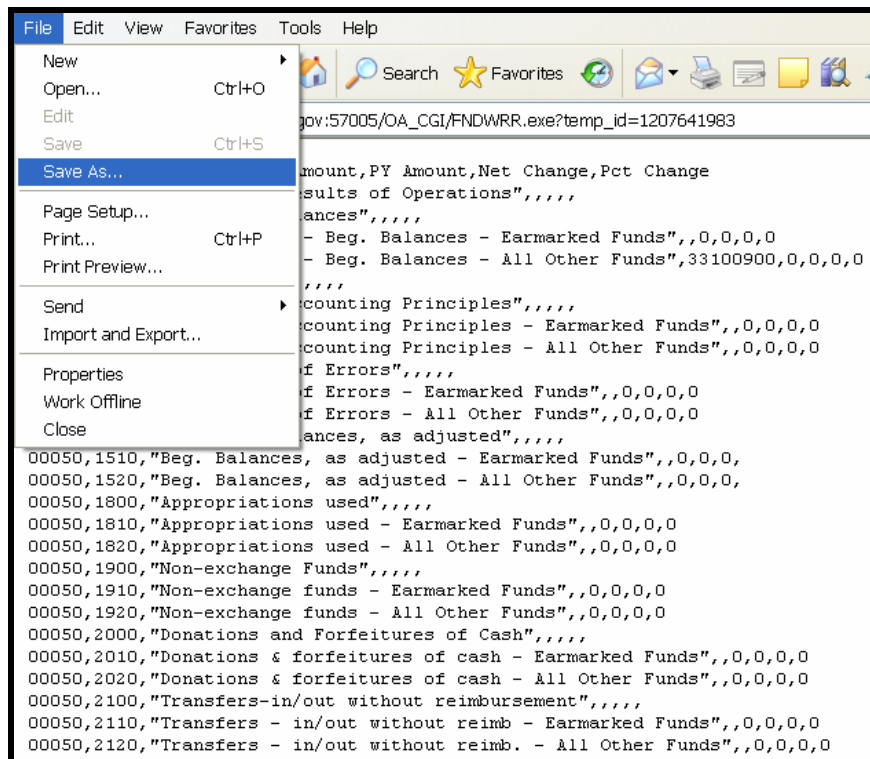 File Edit View Favorites Tools Help
New
Open... Ctrl+O
Edit
Save Ctrl+S
Save As...
Page Setup...
Print... Ctrl+P
Print Preview...
Send
Import and Export...
Properties
Work Offline
Close
Search Favorites
gov:57005/OA_CGI/FNDWRR.exe?temp_id=1207641983
mount,PY Amount,Net Change,Pct Change
sults of Operations",,,,,
ances",,,,,
- Beg. Balances - Earmarked Funds",,0,0,0,0
- Beg. Balances - All Other Funds",33100900,0,0,0,0
,,,,
counting Principles",,,,,
counting Principles - Earmarked Funds",,0,0,0,0
counting Principles - All Other Funds",,0,0,0,0
f Errors",,,,,
f Errors - Earmarked Funds",,0,0,0,0
f Errors - All Other Funds",,0,0,0,0
ances, as adjusted",,,,,
00050,1510,"Beg. Balances, as adjusted - Earmarked Funds",,0,0,0,
00050,1520,"Beg. Balances, as adjusted - All Other Funds",,0,0,0,
00050,1800,"Appropriations used",,,,,
00050,1810,"Appropriations used - Earmarked Funds",,0,0,0,0
00050,1820,"Appropriations used - All Other Funds",,0,0,0,0
00050,1900,"Non-exchange Funds",,,,,
00050,1910,"Non-exchange funds - Earmarked Funds",,0,0,0,0
00050,1920,"Non-exchange funds - All Other Funds",,0,0,0,0
00050,2000,"Donations and Forfeitures of Cash",,,,,
00050,2010,"Donations & forfeitures of cash - Earmarked Funds",,0,0,0,0
00050,2020,"Donations & forfeitures of cash - All Other Funds",,0,0,0,0
00050,2100,"Transfers-in/out without reimbursement",,,,,
00050,2110,"Transfers - in/out without reimb - Earmarked Funds",,0,0,0,0
00050,2120,"Transfers - in/out without reimb. - All Other Funds",,0,0,0,0